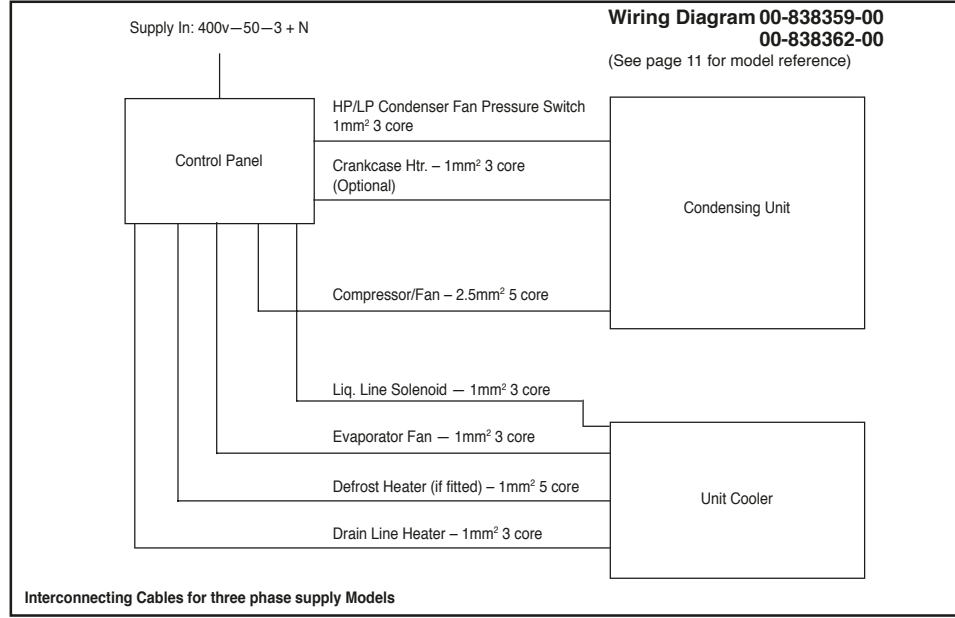 Supply In: 400v—50—3 + N
Wiring Diagram 00-838359-00
00-838362-00
(See page 11 for model reference)
HP/LP Condenser Fan Pressure Switch
1mm² 3 core
Control Panel
Crankcase Htr. – 1mm² 3 core
(Optional)
Condensing Unit
Compressor/Fan – 2.5mm² 5 core
Liq. Line Solenoid — 1mm² 3 core
Evaporator Fan — 1mm² 3 core
Defrost Heater (if fitted) – 1mm² 5 core
Unit Cooler
Drain Line Heater – 1mm² 3 core
Interconnecting Cables for three phase supply Models